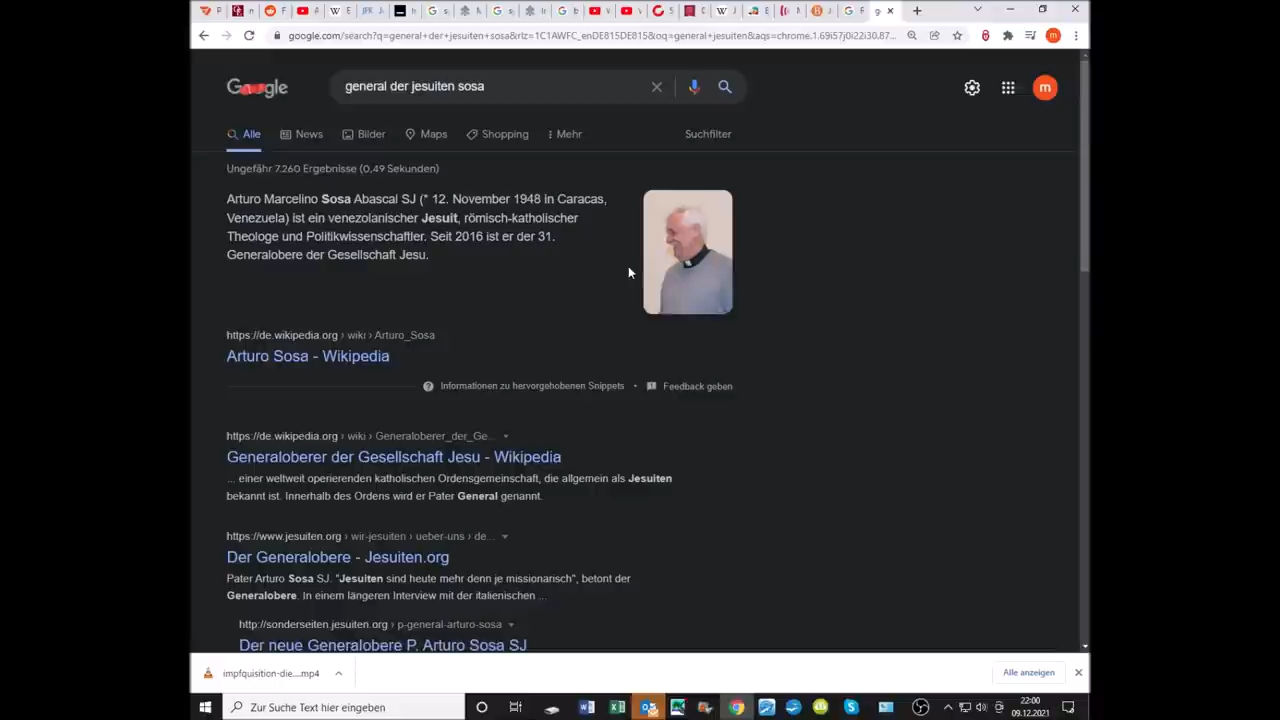 google.com/search?q=general+der+jesuiten+sosa&rlz=1C1AWFC_enDE815DE815&oq=general+jesuiten&aqs=chrome.1.69i57j0i22i30.87...
Google
general der jesuiten sosa
m
Alle
News
Bilder
Maps
Shopping
Mehr
Suchfilter
Ungefähr 7.260 Ergebnisse (0,49 Sekunden)
Arturo Marcelino Sosa Abascal SJ (* 12. November 1948 in Caracas,
Venezuela) ist ein venezolanischer Jesuit, römisch-katholischer
Theologe und Politikwissenschaftler. Seit 2016 ist er der 31.
Generalobere der Gesellschaft Jesu.
https://de.wikipedia.org › wiki › Arturo_Sosa
Arturo Sosa - Wikipedia
Informationen zu hervorgehobenen Snippets • Feedback geben
https://de.wikipedia.org › wiki › Generaloberer_der_Ge...
Generaloberer der Gesellschaft Jesu - Wikipedia
... einer weltweit operierenden katholischen Ordensgemeinschaft, die allgemein als Jesuiten
bekannt ist. Innerhalb des Ordens wird er Pater General genannt.
https://www.jesuiten.org › wir-jesuiten › ueber-uns › de...
Der Generalobere - Jesuiten.org
Pater Arturo Sosa SJ. "Jesuiten sind heute mehr denn je missionarisch", betont der
Generalobere. In einem längeren Interview mit der italienischen ...
http://sonderseiten.jesuiten.org › p-general-arturo-sosa
Der neue Generalobere P. Arturo Sosa SJ
impfquisition-die....mp4
Alle anzeigen
Zur Suche Text hier eingeben
22:00
09.12.2021